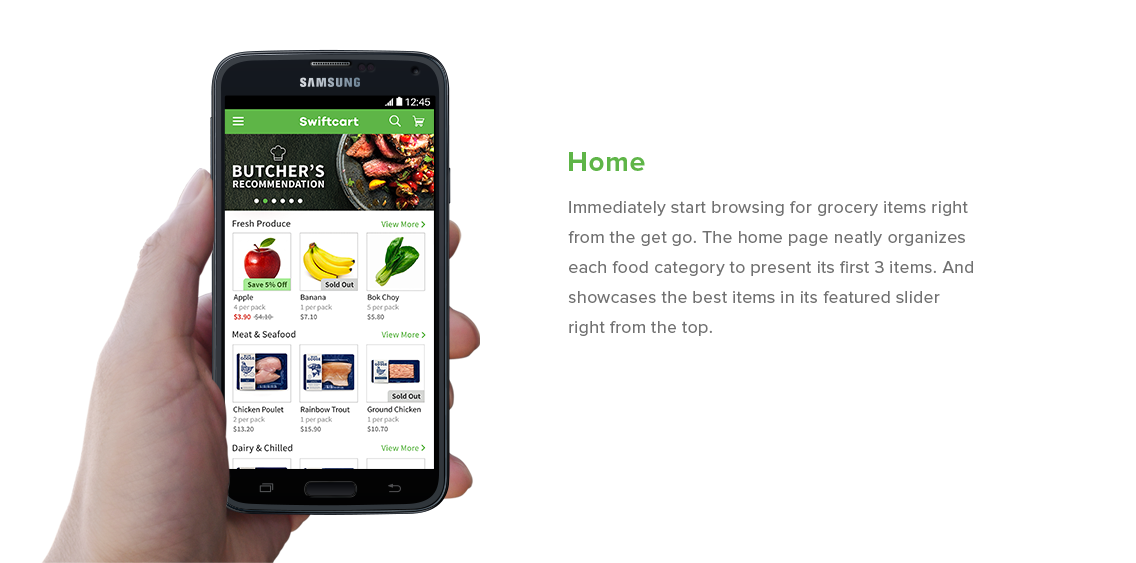 SAMSUNG
12:45
Swiftcart
BUTCHER'S
RECOMMENDATION
Fresh Produce
View More
Save 5% Off
Sold Out
Apple
Banana
Bok Choy
4 per pack
1 per pack
5 per pack
$3.90 $4.10
$7.10
$5.80
Meat & Seafood
View More
Sold Out
Chicken Poulet
Rainbow Trout
Ground Chicken
2 per pack
1 per pack
1 per pack
$13.20
$15.90
$10.70
Dairy & Chilled
View More
Home
Immediately start browsing for grocery items right
from the get go. The home page neatly organizes
each food category to present its first 3 items. And
showcases the best items in its featured slider
right from the top.